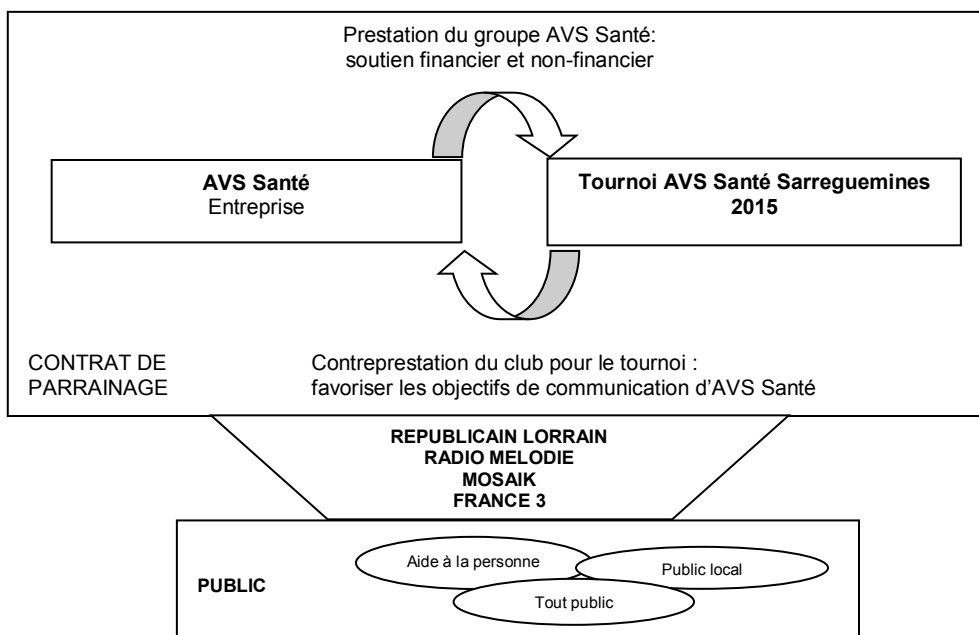 Prestation du groupe AVS Santé:
soutien financier et non-financier
AVS Santé
Entreprise
Tournoi AVS Santé Sarreguemines
2015
CONTRAT DE
PARRAINAGE
Contreprestation du club pour le tournoi :
favoriser les objectifs de communication d’AVS Santé
REPUBLICAIN LORRAIN
RADIO MELODIE
MOSAIK
FRANCE 3
PUBLIC
Aide à la personne
Public local
Tout public